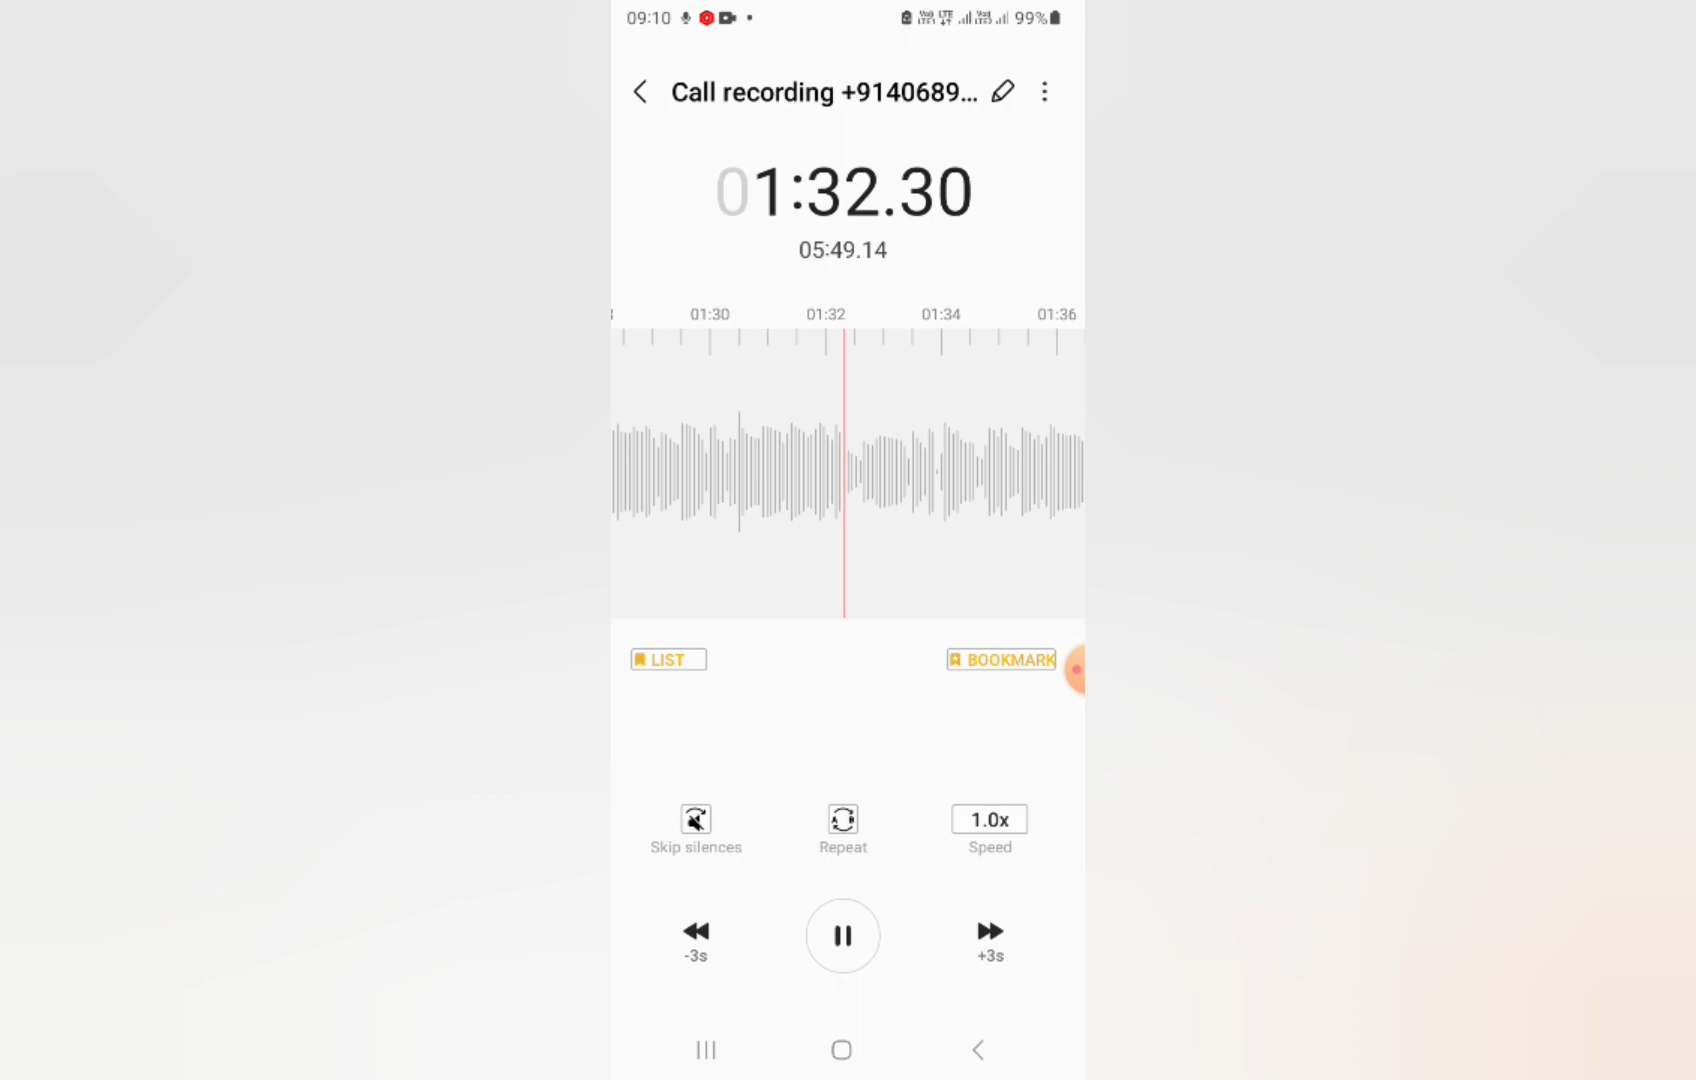 09:10 99%
Call recording +9140689...
01:32.30
05:49.14
01:30 01:32 01:34 01:36
LIST BOOKMARK
1.0x
Skip silences Repeat Speed
-3s +3s